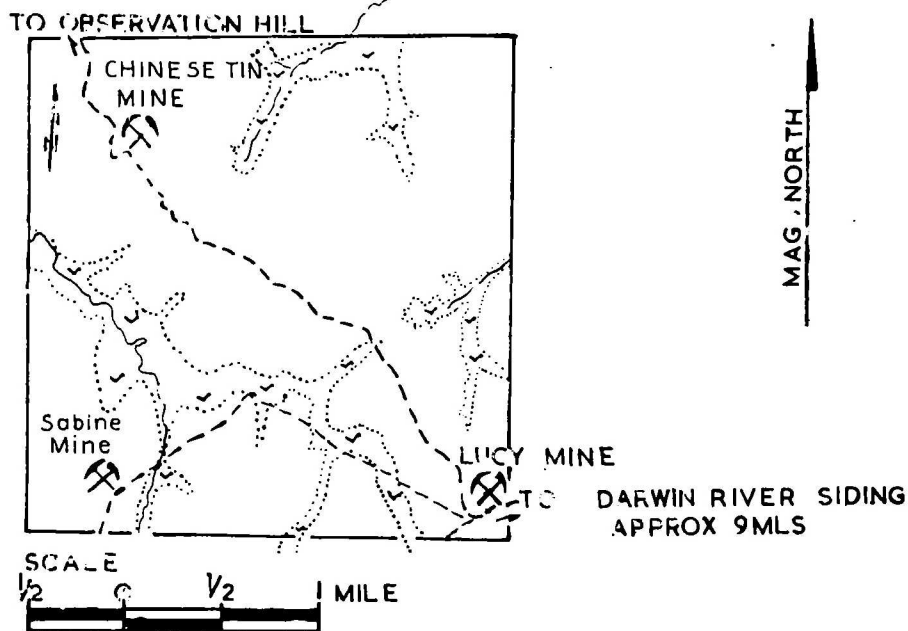 TO OBSERVATION HILL
CHINESE TIN
MINE
MAG. NORTH
Sabine
Mine
LUCY MINE
TO DARWIN RIVER SIDING
APPROX 9MLS
SCALE
1/2 0 1/2 1 MILE